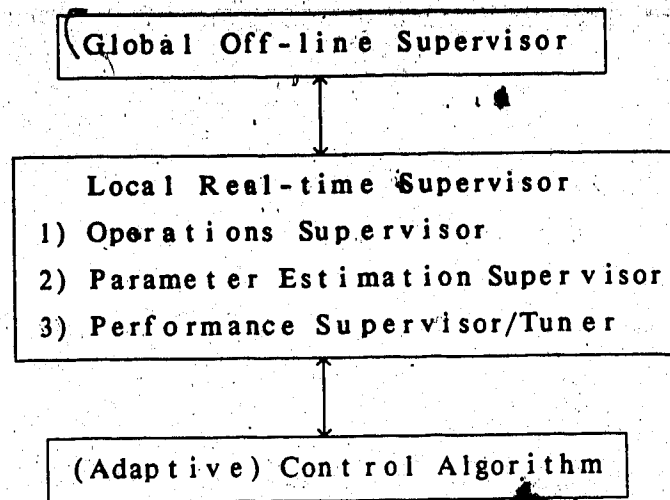 Global Off-line Supervisor
Local Real-time Supervisor
1) Operations Supervisor
2) Parameter Estimation Supervisor
3) Performance Supervisor/Tuner
(Adaptive) Control Algorithm